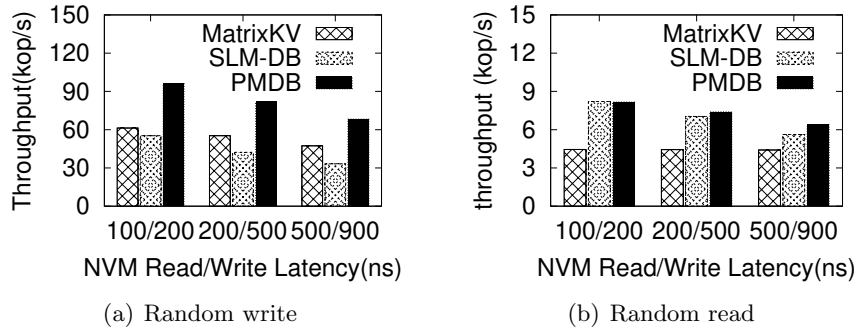 Throughput(kop/s)
150
120
90
60
30
0
MatrixKV
SLM-DB
PMDB
100/200 200/500 500/900
NVM Read/Write Latency(ns)
(a) Random write
throughput (kop/s)
15
12
9
6
3
0
MatrixKV
SLM-DB
PMDB
100/200 200/500 500/900
NVM Read/Write Latency(ns)
(b) Random read